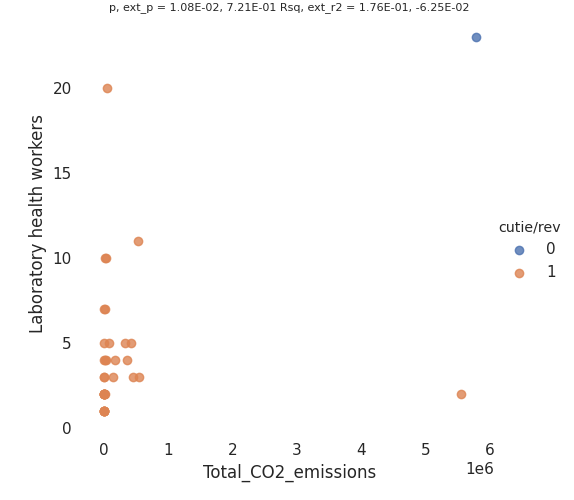 p, ext_p = 1.08E-02, 7.21E-01 Rsq, ext_r2 = 1.76E-01, -6.25E-02
20
15
10
5
0
Laboratory health workers
cutie/rev
0
1
0 1 2 3 4 5 6
1e6
Total_CO2_emissions